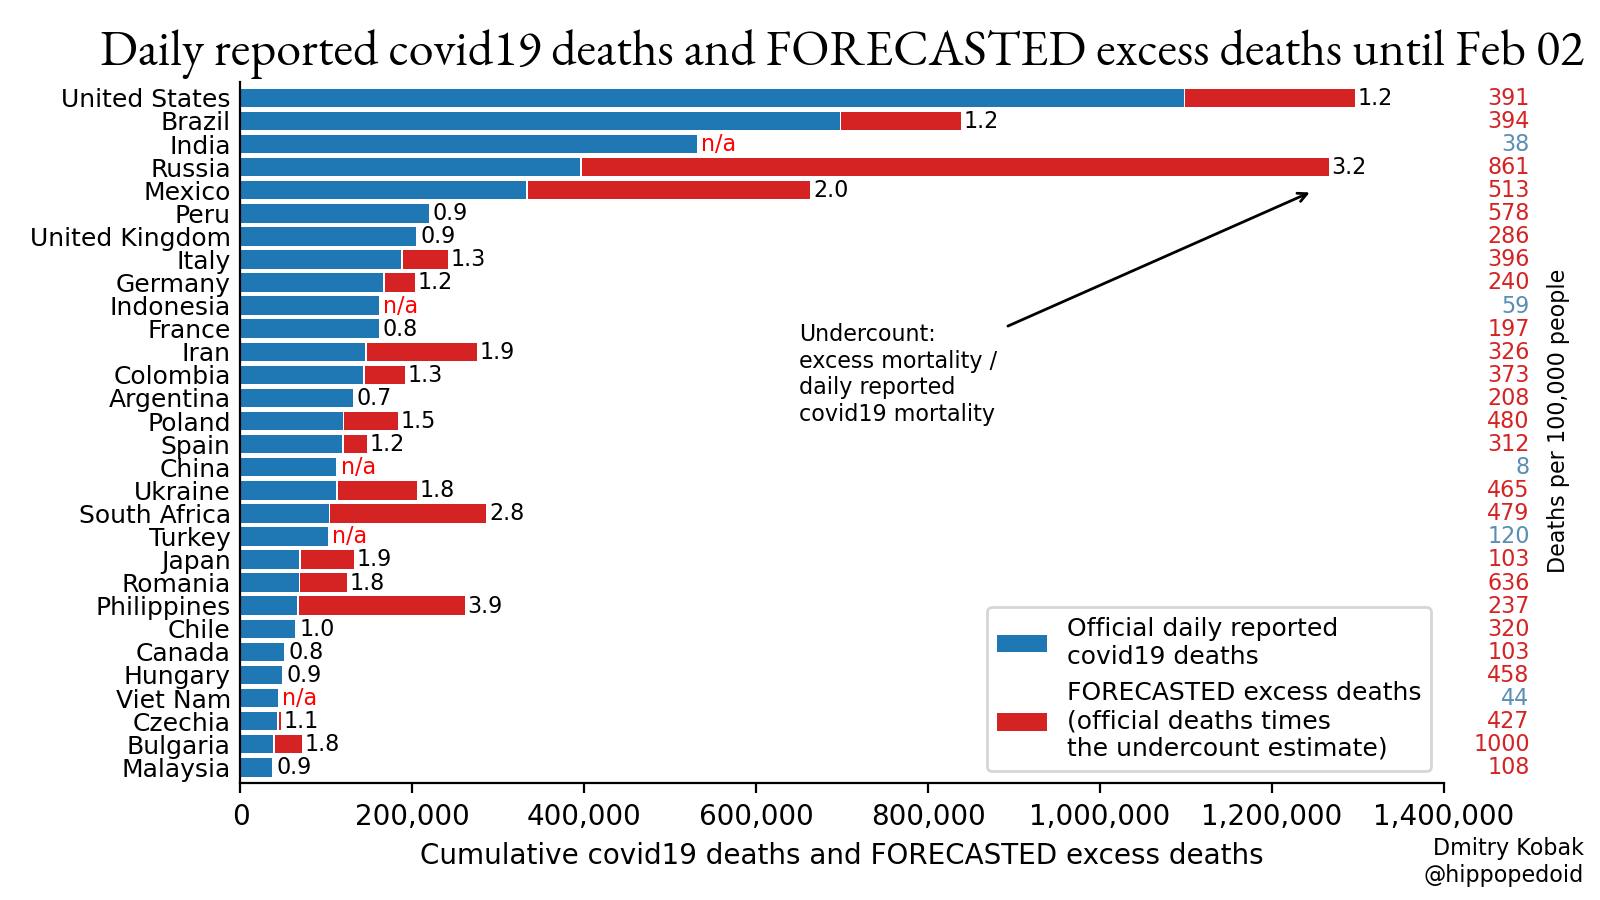 Daily reported covid19 deaths and FORECASTED excess deaths until Feb 02
United States 1.2 391
Brazil 1.2 394
India n/a 38
Russia 3.2 861
Mexico 2.0 513
Peru 0.9 578
United Kingdom 0.9 286
Italy 1.3 396
Germany 1.2 240
Indonesia n/a 59
France 0.8 197
Iran 1.9 326
Colombia 1.3 373
Argentina 0.7 208
Poland 1.5 480
Spain 1.2 312
China n/a 8
Ukraine 1.8 465
South Africa 2.8 479
Turkey n/a 120
Japan 1.9 103
Romania 1.8 636
Philippines 3.9 237
Chile 1.0 320
Canada 0.8 103
Hungary 0.9 458
Viet Nam n/a 44
Czechia 1.1 427
Bulgaria 1.8 1000
Malaysia 0.9 108
Undercount:
excess mortality /
daily reported
covid19 mortality
Deaths per 100,000 people
Official daily reported
covid19 deaths
FORECASTED excess deaths
(official deaths times
the undercount estimate)
0 200,000 400,000 600,000 800,000 1,000,000 1,200,000 1,400,000
Cumulative covid19 deaths and FORECASTED excess deaths
Dmitry Kobak
@hippopedoid